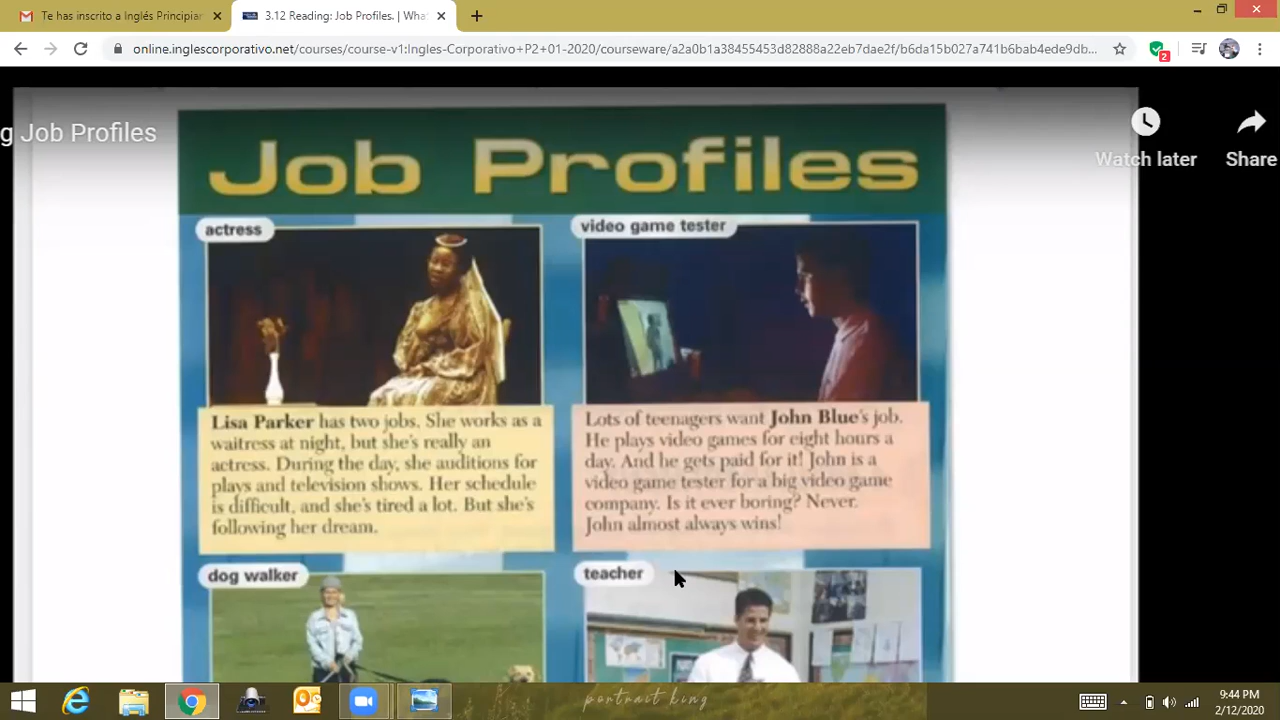 Te has inscrito a Inglés Principiar
3.12 Reading: Job Profiles. | Wha
online.inglescorporativo.net/courses/course-v1:Ingles-Corporativo+P2+01-2020/courseware/a2a0b1a38455453d82888a22eb7dae2f/b6da15b027a741b6bab4ede9db...
2
g Job Profiles
Watch later
Share
Job Profiles
actress
video game tester
Lisa Parker has two jobs. She works as a
waitress at night, but she's really an
actress. During the day, she auditions for
plays and television shows. Her schedule
is difficult, and she's tired a lot. But she's
following her dream.
Lots of teenagers want John Blue's job.
He plays video games for eight hours a
day. And he gets paid for it! John is a
video game tester for a big video game
company. Is it ever boring? Never.
John almost always wins!
dog walker
teacher
portrait king
9:44 PM
2/12/2020